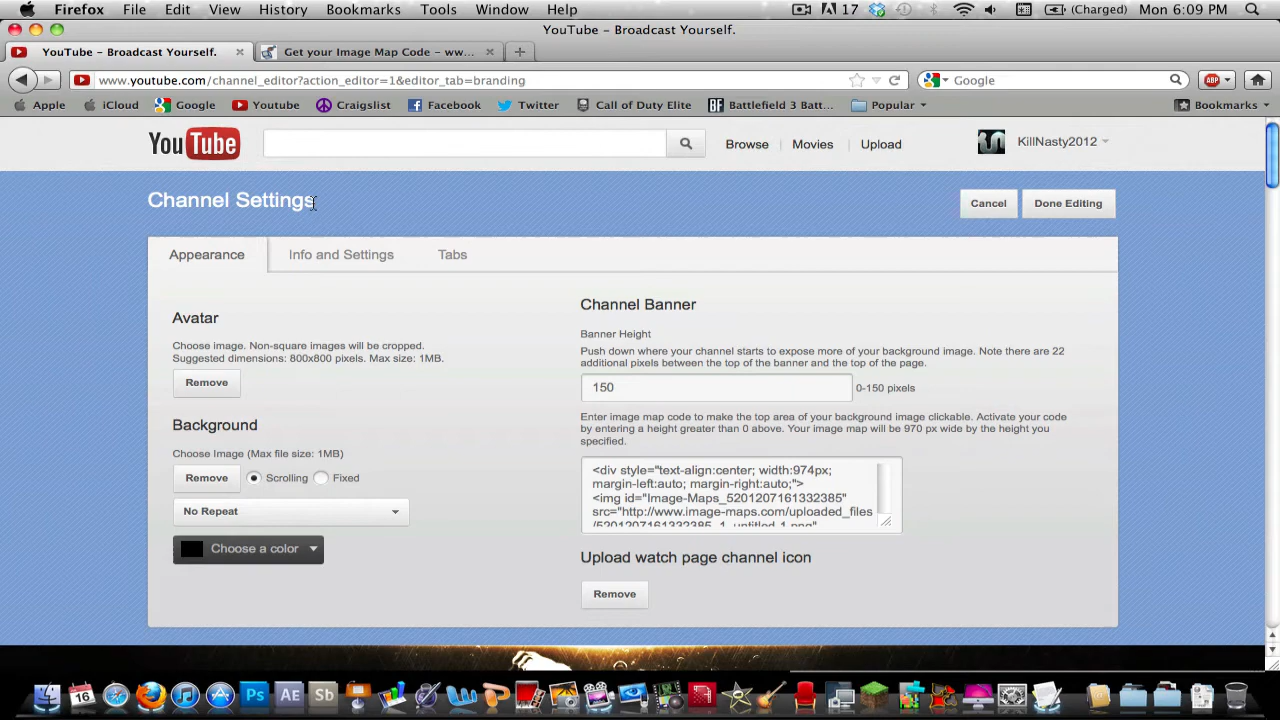 Firefox File Edit View History Bookmarks Tools Window Help 17 (Charged) Mon 6:09 PM
YouTube – Broadcast Yourself.
YouTube – Broadcast Yourself. Get your Image Map Code – ww...
www.youtube.com/channel_editor?action_editor=1&editor_tab=branding Google ABP
Apple iCloud Google Youtube Craigslist Facebook Twitter Call of Duty Elite Battlefield 3 Batt... Popular Bookmarks
YouTube Browse Movies Upload KillNasty2012
Channel Settings Cancel Done Editing
Appearance Info and Settings Tabs
Avatar
Choose image. Non-square images will be cropped.
Suggested dimensions: 800x800 pixels. Max size: 1MB.
Remove
Background
Choose Image (Max file size: 1MB)
Remove Scrolling Fixed
No Repeat
Choose a color
Channel Banner
Banner Height
Push down where your channel starts to expose more of your background image. Note there are 22
additional pixels between the top of the banner and the top of the page.
150 0-150 pixels
Enter image map code to make the top area of your background image clickable. Activate your code
by entering a height greater than 0 above. Your image map will be 970 px wide by the height you
specified.
<div style="text-align:center; width:974px;
margin-left:auto; margin-right:auto;">
<img id="Image-Maps_5201207161332385"
src="http://www.image-maps.com/uploaded_files
/5201207161332385_1_untitled-1.png"
Upload watch page channel icon
Remove
16 Ps Ae Sb